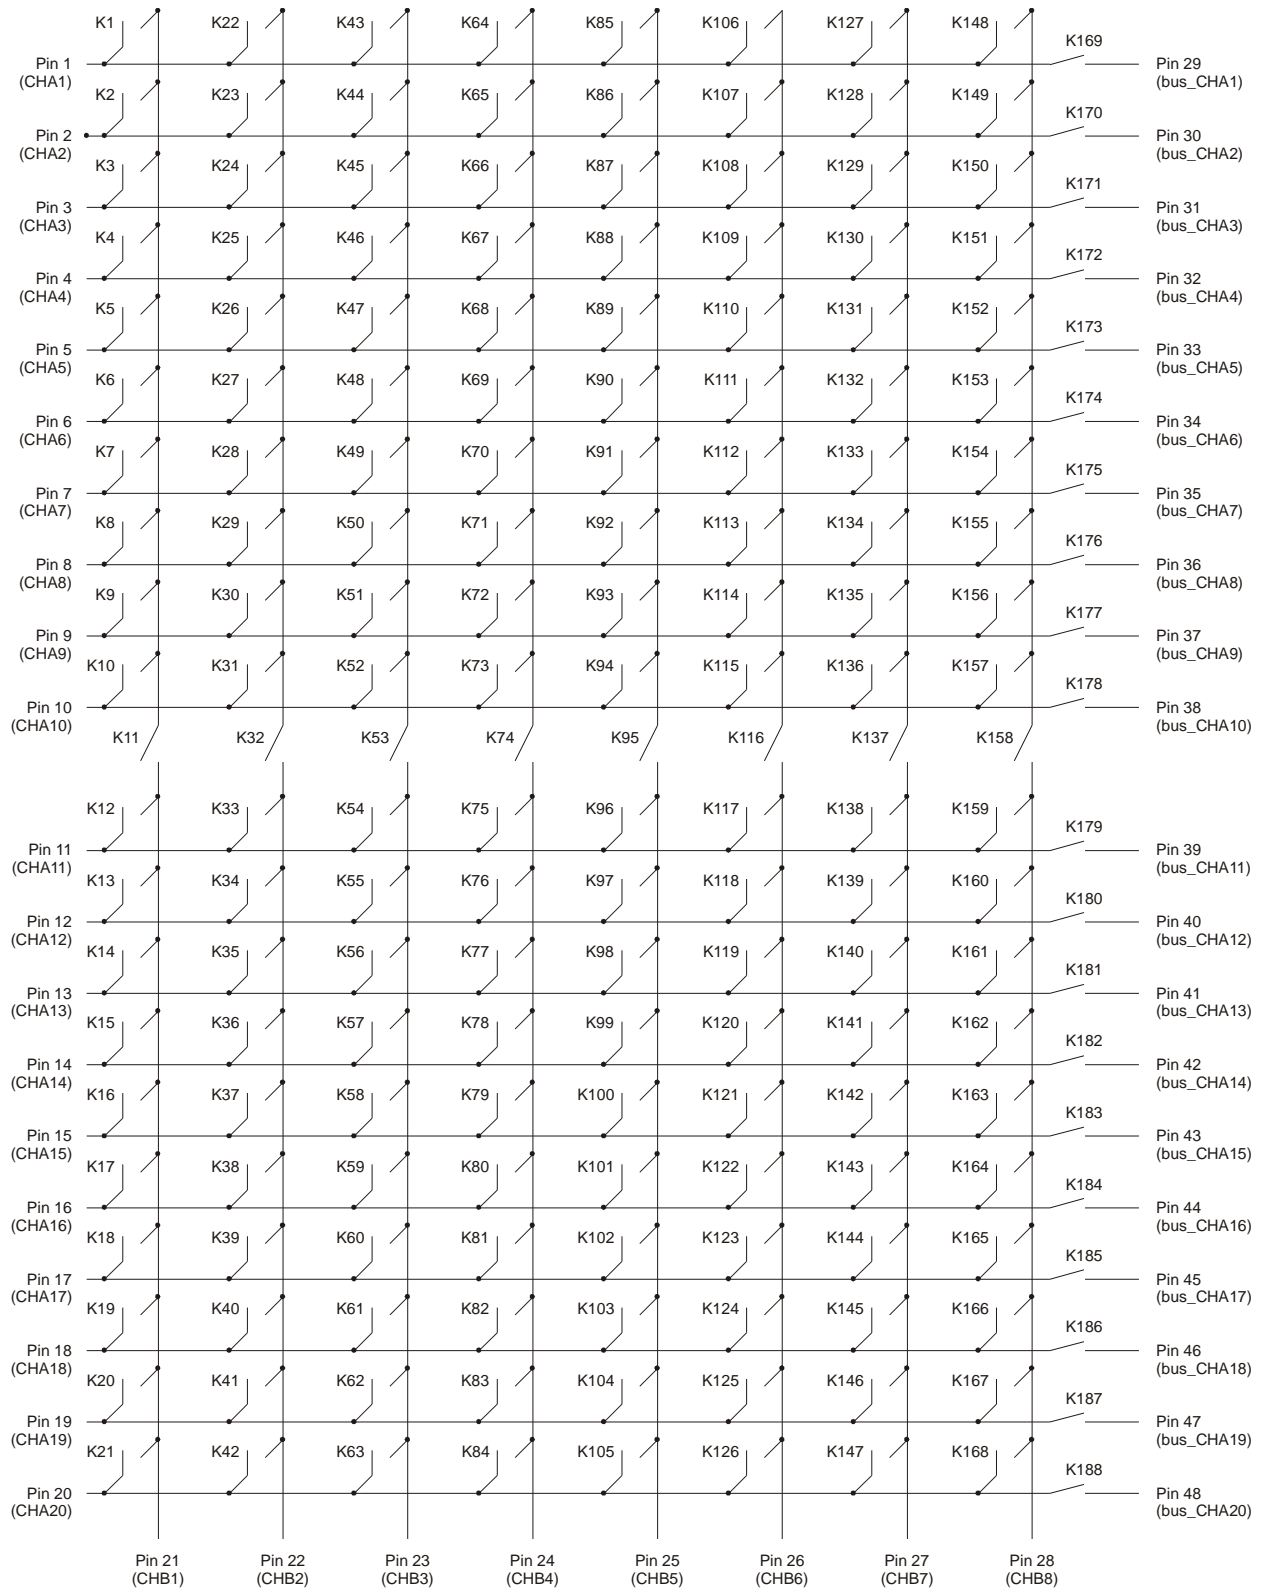 K1 K22 K43 K64 K85 K106 K127 K148
K169
Pin 1 Pin 29
(CHA1) (bus_CHA1)
K2 K23 K44 K65 K86 K107 K128 K149
K170
Pin 2 Pin 30
(CHA2) (bus_CHA2)
K3 K24 K45 K66 K87 K108 K129 K150
K171
Pin 3 Pin 31
(CHA3) (bus_CHA3)
K4 K25 K46 K67 K88 K109 K130 K151
K172
Pin 4 Pin 32
(CHA4) (bus_CHA4)
K5 K26 K47 K68 K89 K110 K131 K152
K173
Pin 5 Pin 33
(CHA5) (bus_CHA5)
K6 K27 K48 K69 K90 K111 K132 K153
K174
Pin 6 Pin 34
(CHA6) (bus_CHA6)
K7 K28 K49 K70 K91 K112 K133 K154
K175
Pin 7 Pin 35
(CHA7) (bus_CHA7)
K8 K29 K50 K71 K92 K113 K134 K155
K176
Pin 8 Pin 36
(CHA8) (bus_CHA8)
K9 K30 K51 K72 K93 K114 K135 K156
K177
Pin 9 Pin 37
(CHA9) (bus_CHA9)
K10 K31 K52 K73 K94 K115 K136 K157
K178
Pin 10 Pin 38
(CHA10) (bus_CHA10)
K11 K32 K53 K74 K95 K116 K137 K158
K12 K33 K54 K75 K96 K117 K138 K159
K179
Pin 11 Pin 39
(CHA11) (bus_CHA11)
K13 K34 K55 K76 K97 K118 K139 K160
K180
Pin 12 Pin 40
(CHA12) (bus_CHA12)
K14 K35 K56 K77 K98 K119 K140 K161
K181
Pin 13 Pin 41
(CHA13) (bus_CHA13)
K15 K36 K57 K78 K99 K120 K141 K162
K182
Pin 14 Pin 42
(CHA14) (bus_CHA14)
K16 K37 K58 K79 K100 K121 K142 K163
K183
Pin 15 Pin 43
(CHA15) (bus_CHA15)
K17 K38 K59 K80 K101 K122 K143 K164
K184
Pin 16 Pin 44
(CHA16) (bus_CHA16)
K18 K39 K60 K81 K102 K123 K144 K165
K185
Pin 17 Pin 45
(CHA17) (bus_CHA17)
K19 K40 K61 K82 K103 K124 K145 K166
K186
Pin 18 Pin 46
(CHA18) (bus_CHA18)
K20 K41 K62 K83 K104 K125 K146 K167
K187
Pin 19 Pin 47
(CHA19) (bus_CHA19)
K21 K42 K63 K84 K105 K126 K147 K168
K188
Pin 20 Pin 48
(CHA20) (bus_CHA20)
Pin 21 Pin 22 Pin 23 Pin 24 Pin 25 Pin 26 Pin 27 Pin 28
(CHB1) (CHB2) (CHB3) (CHB4) (CHB5) (CHB6) (CHB7) (CHB8)